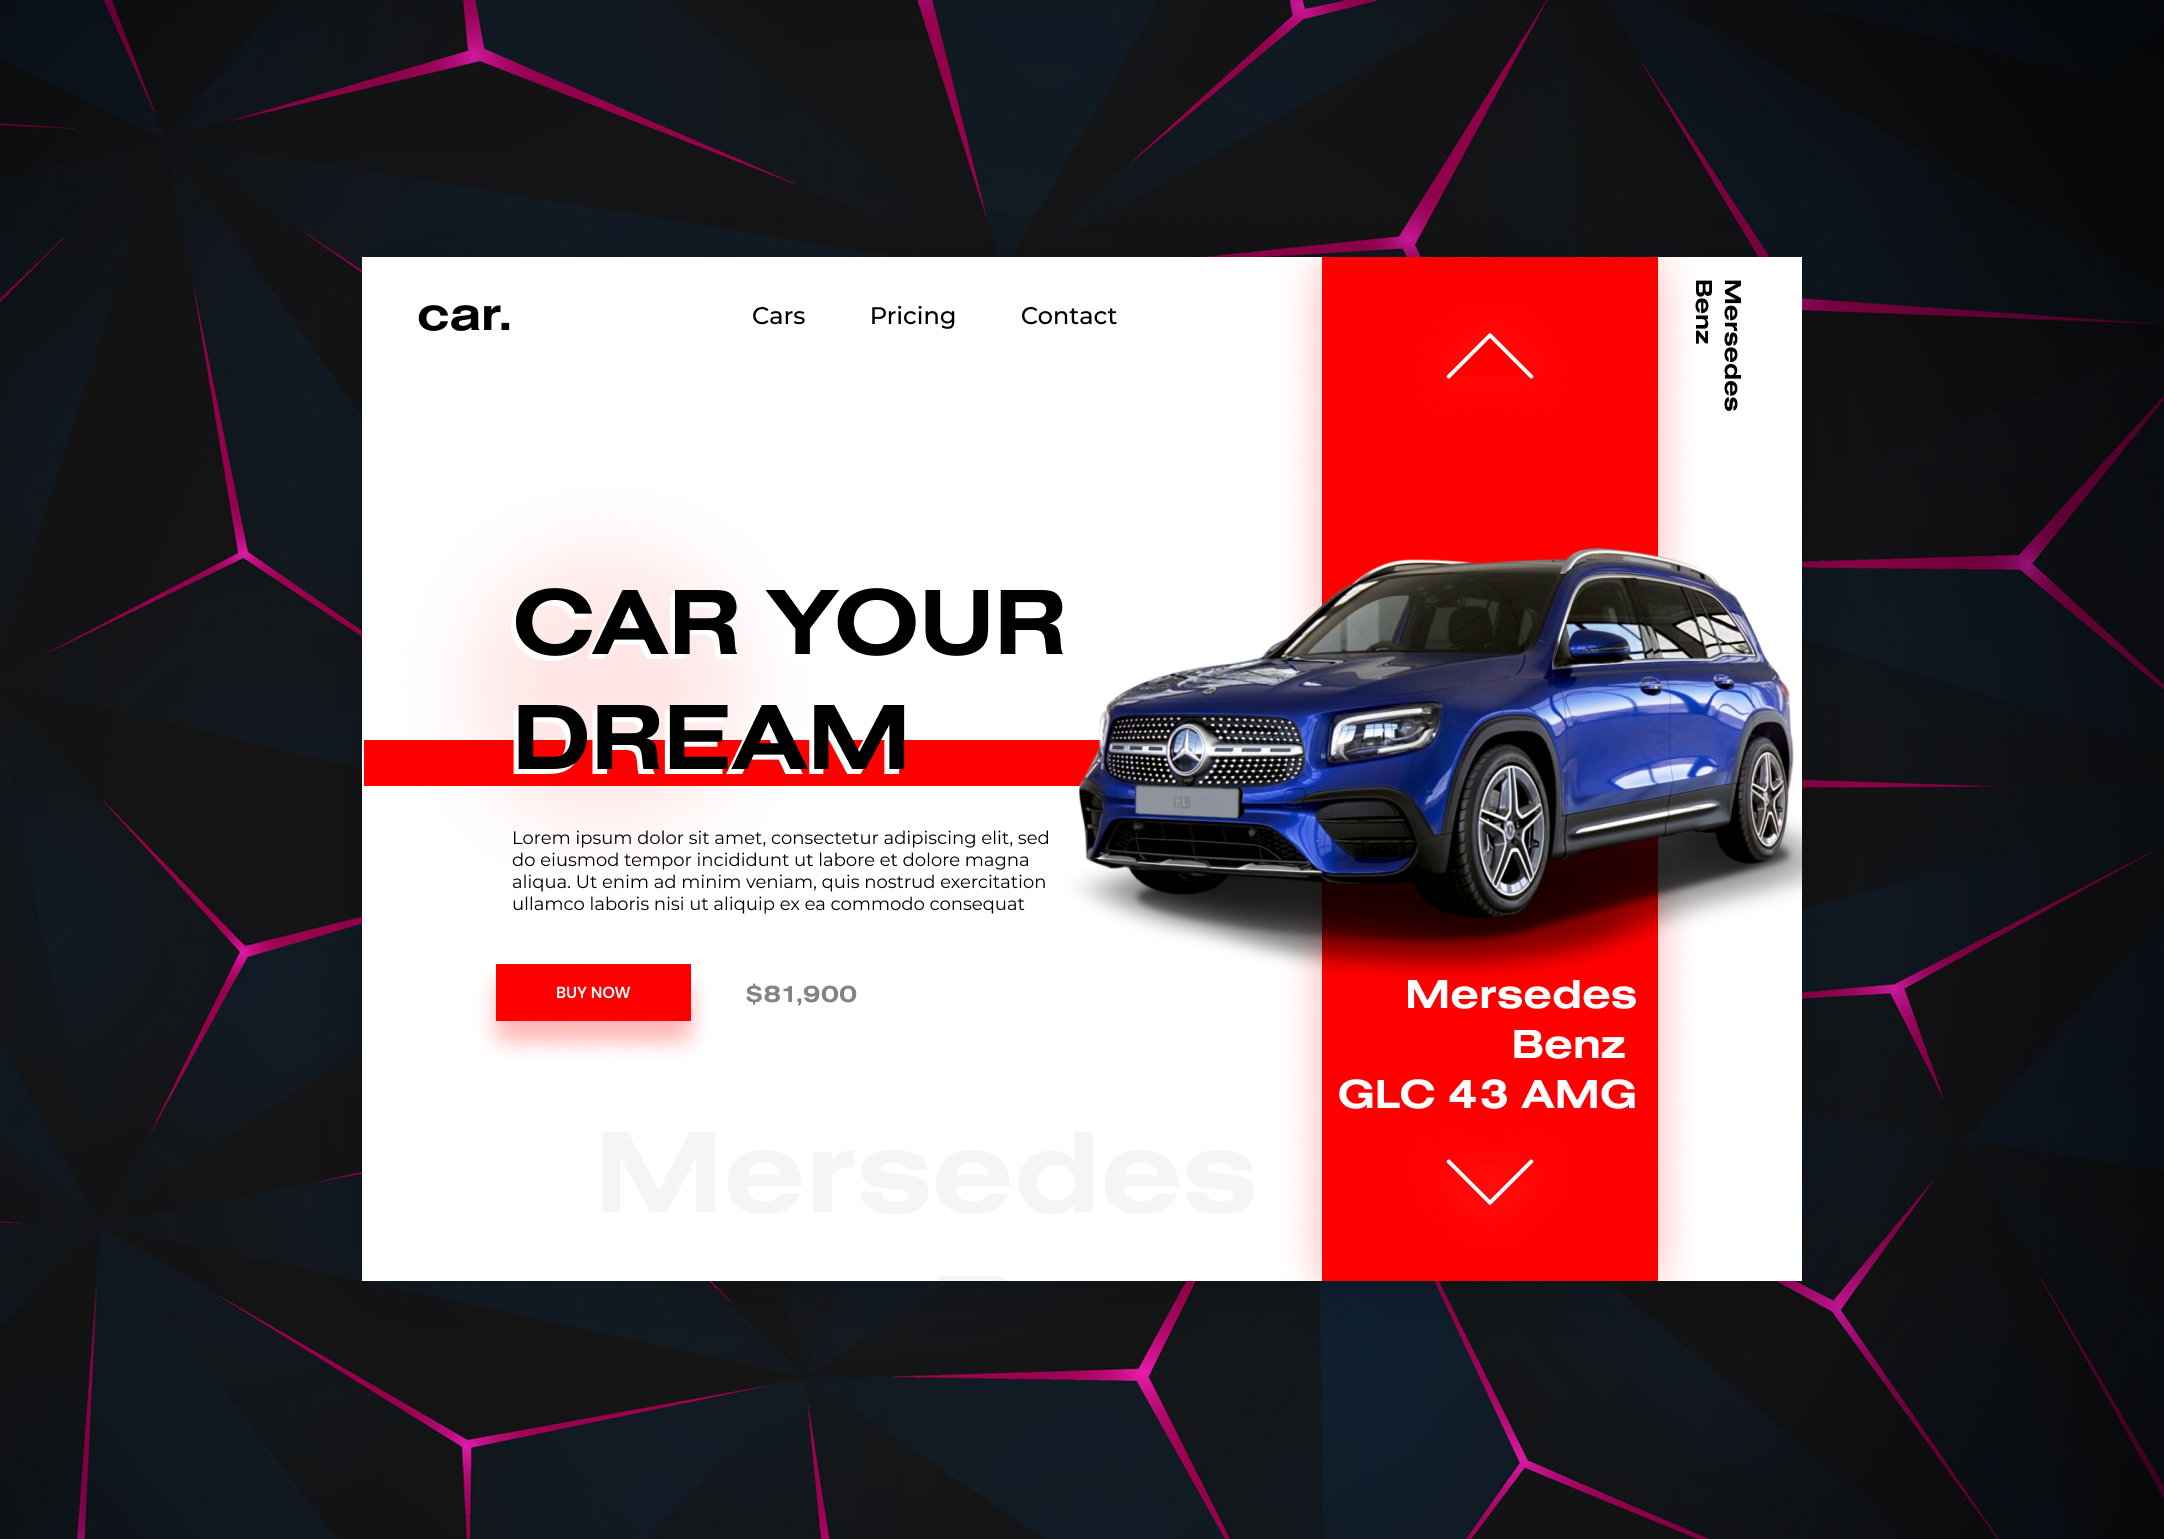 car.
Cars
Pricing
Contact
Mersedes
Benz
CAR YOUR
DREAM
Lorem ipsum dolor sit amet, consectetur adipiscing elit, sed
do eiusmod tempor incididunt ut labore et dolore magna
aliqua. Ut enim ad minim veniam, quis nostrud exercitation
ullamco laboris nisi ut aliquip ex ea commodo consequat
GLB
BUY NOW
$81,900
Mersedes
Benz
GLC 43 AMG
Mersedes